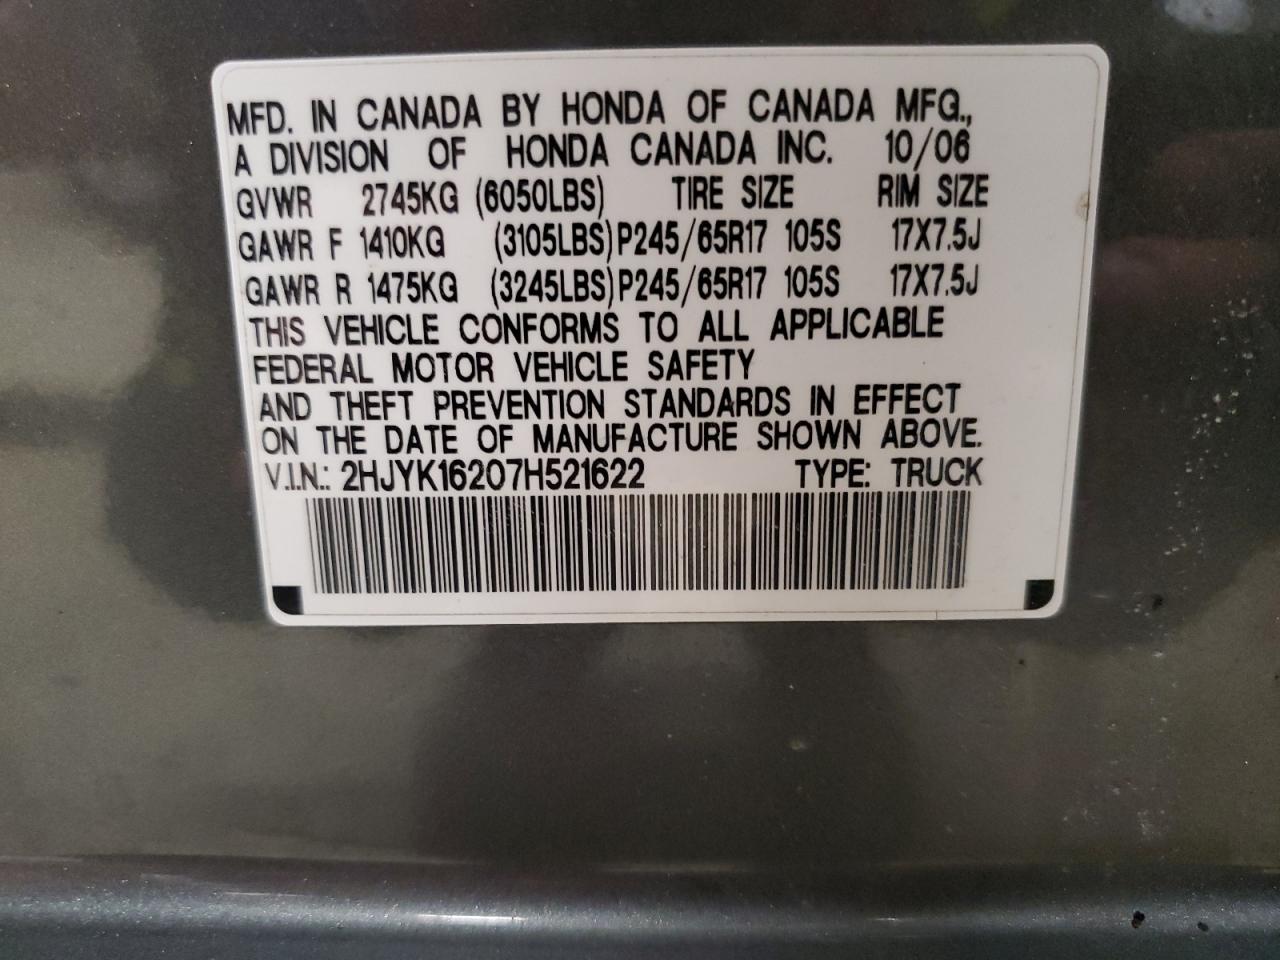 MFD. IN CANADA BY HONDA OF CANADA MFG.,
A DIVISION OF HONDA CANADA INC. 10/06
GVWR 2745KG (6050LBS) TIRE SIZE RIM SIZE
GAWR F 1410KG (3105LBS) P245/65R17 105S 17X7.5J
GAWR R 1475KG (3245LBS) P245/65R17 105S 17X7.5J
THIS VEHICLE CONFORMS TO ALL APPLICABLE
FEDERAL MOTOR VEHICLE SAFETY
AND THEFT PREVENTION STANDARDS IN EFFECT
ON THE DATE OF MANUFACTURE SHOWN ABOVE.
V.I.N.: 2HJYK16207H521622 TYPE: TRUCK